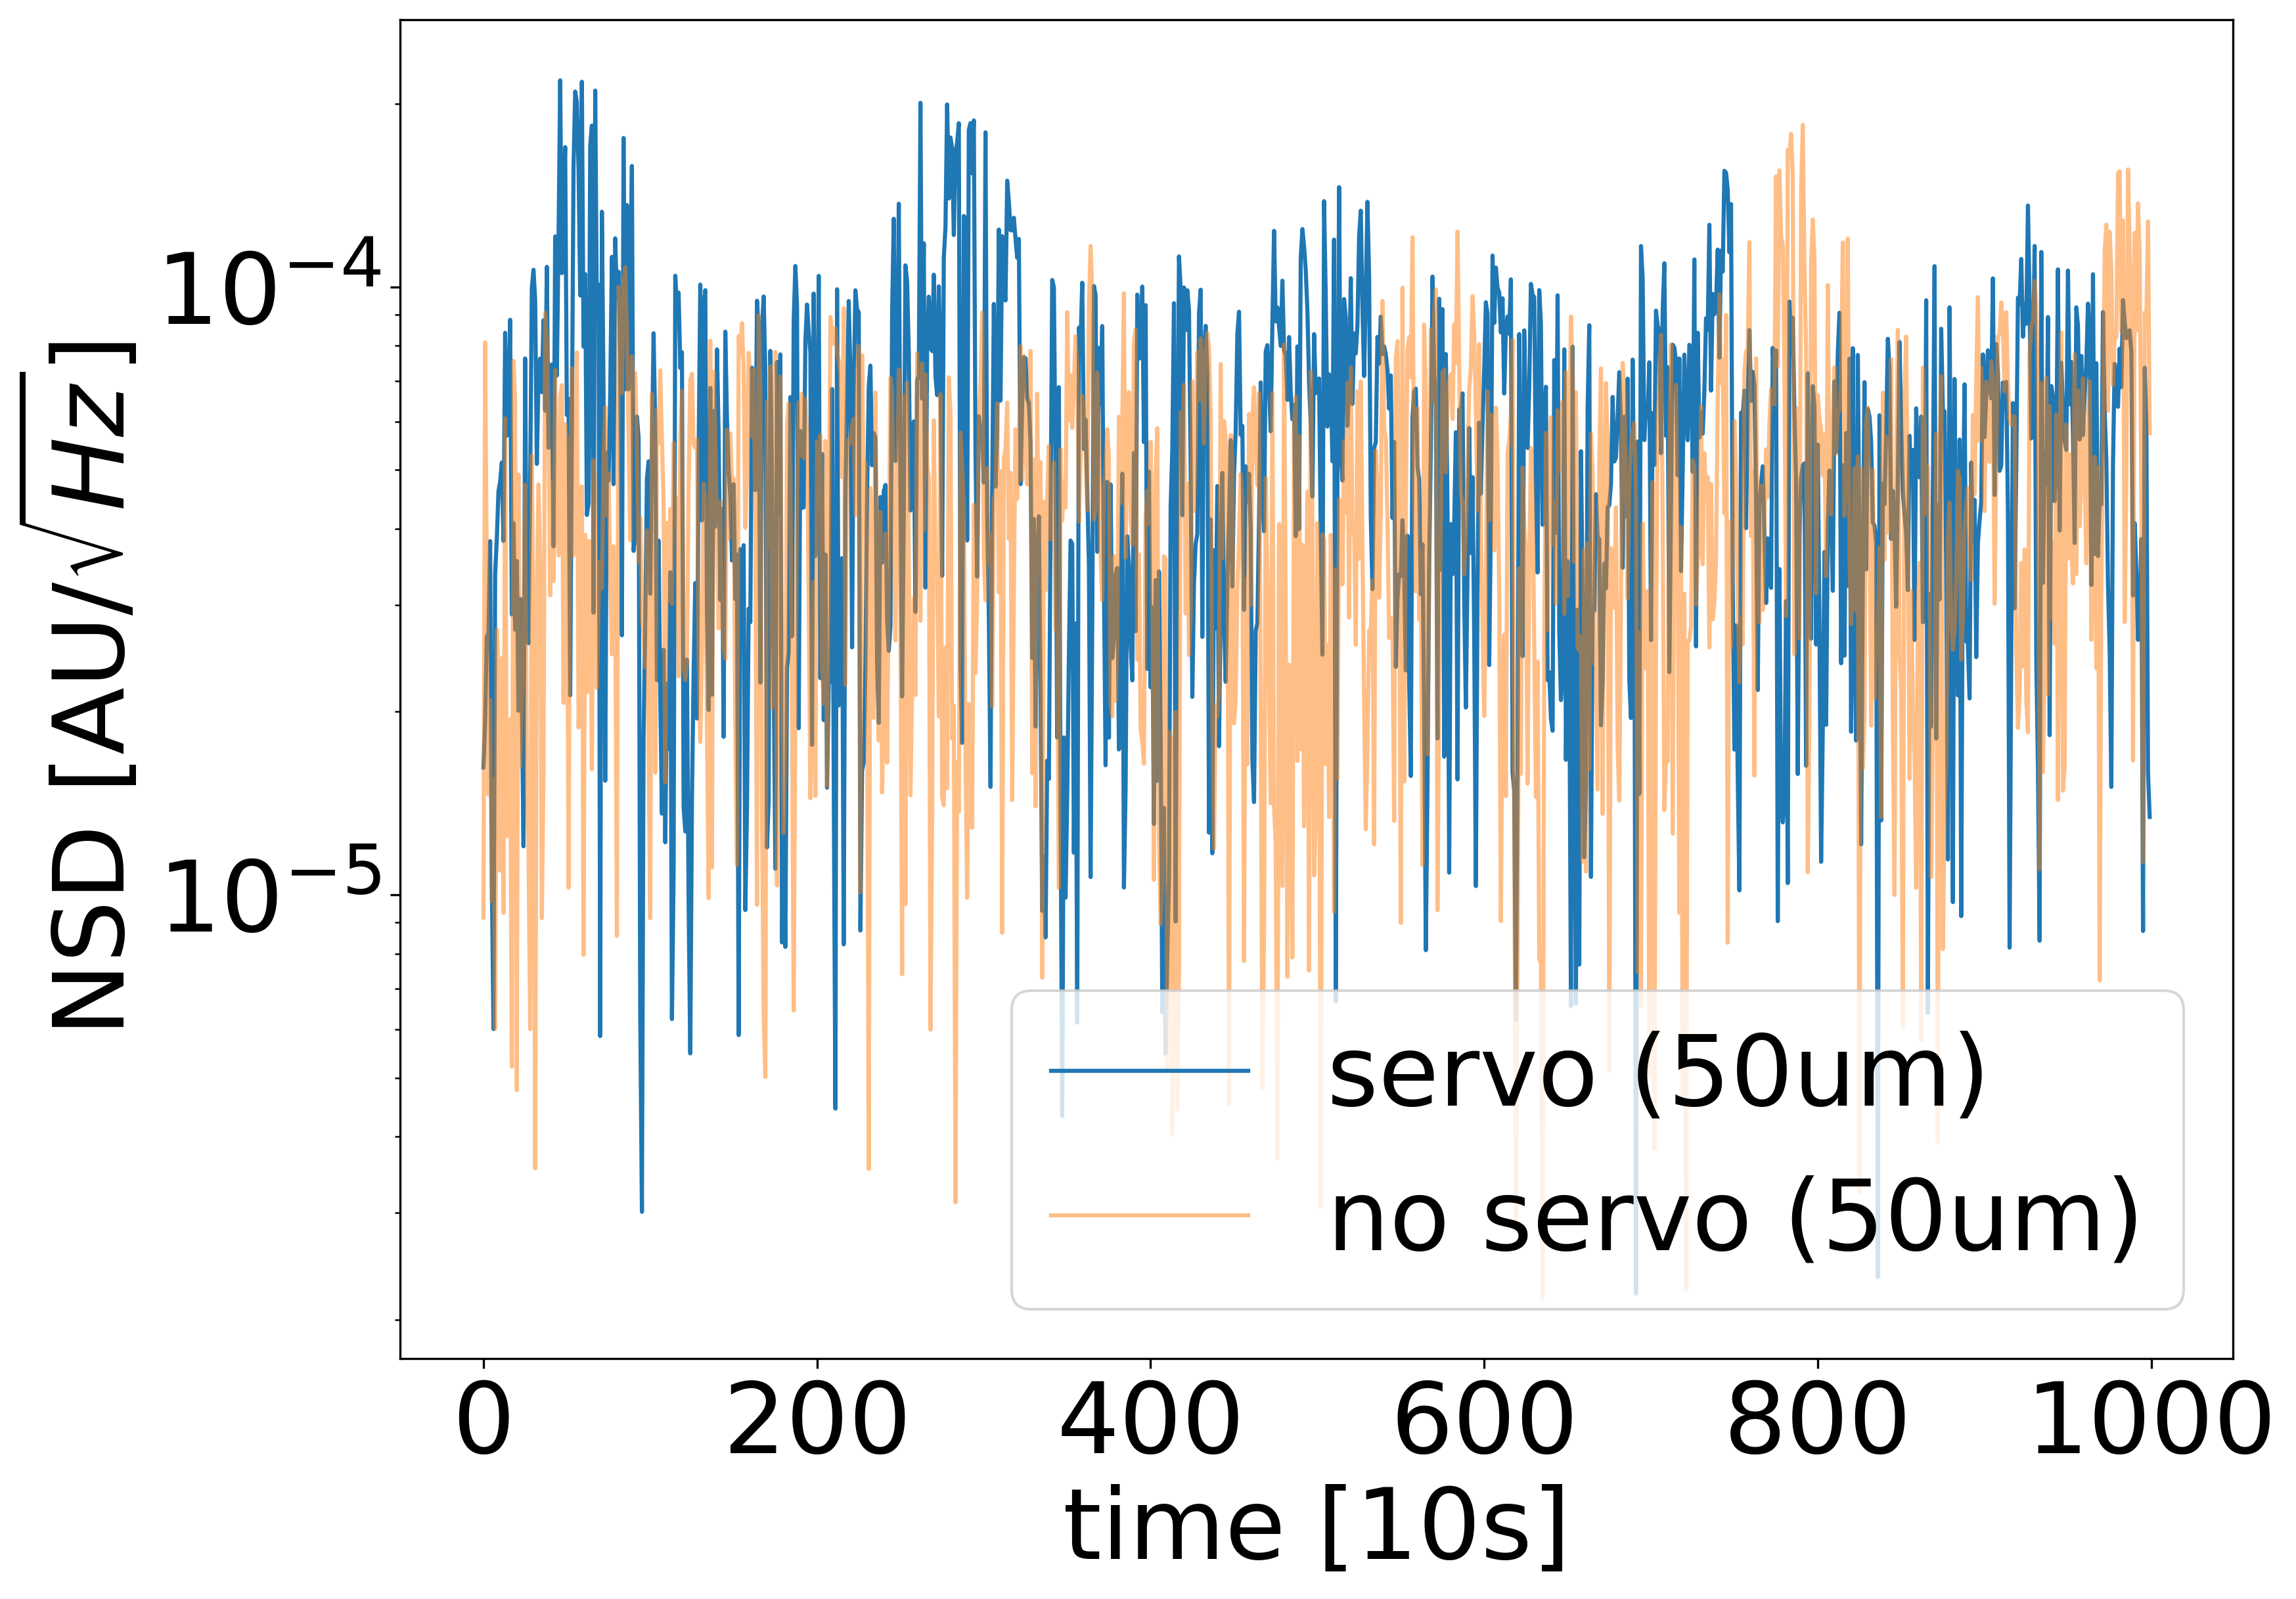 NSD [AU/√Hz]
10⁻⁴
10⁻⁵
servo (50um)
no servo (50um)
0 200 400 600 800 1000
time [10s]